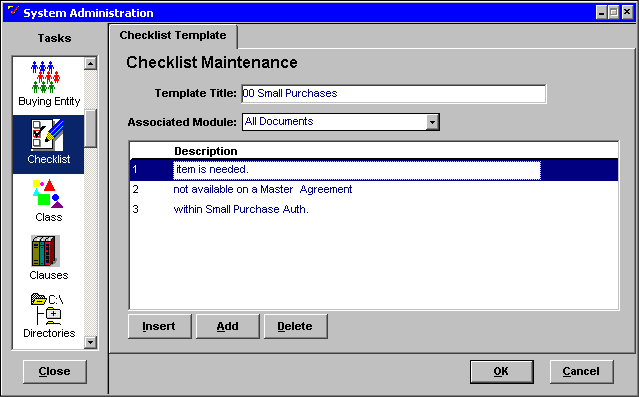 System Administration
Tasks
Buying Entity
Checklist
Class
Clauses
C:\
Directories
Close
Checklist Template
Checklist Maintenance
Template Title: 00 Small Purchases
Associated Module: All Documents
Description
1 item is needed.
2 not available on a Master  Agreement
3 within Small Purchase Auth.
Insert Add Delete
OK Cancel